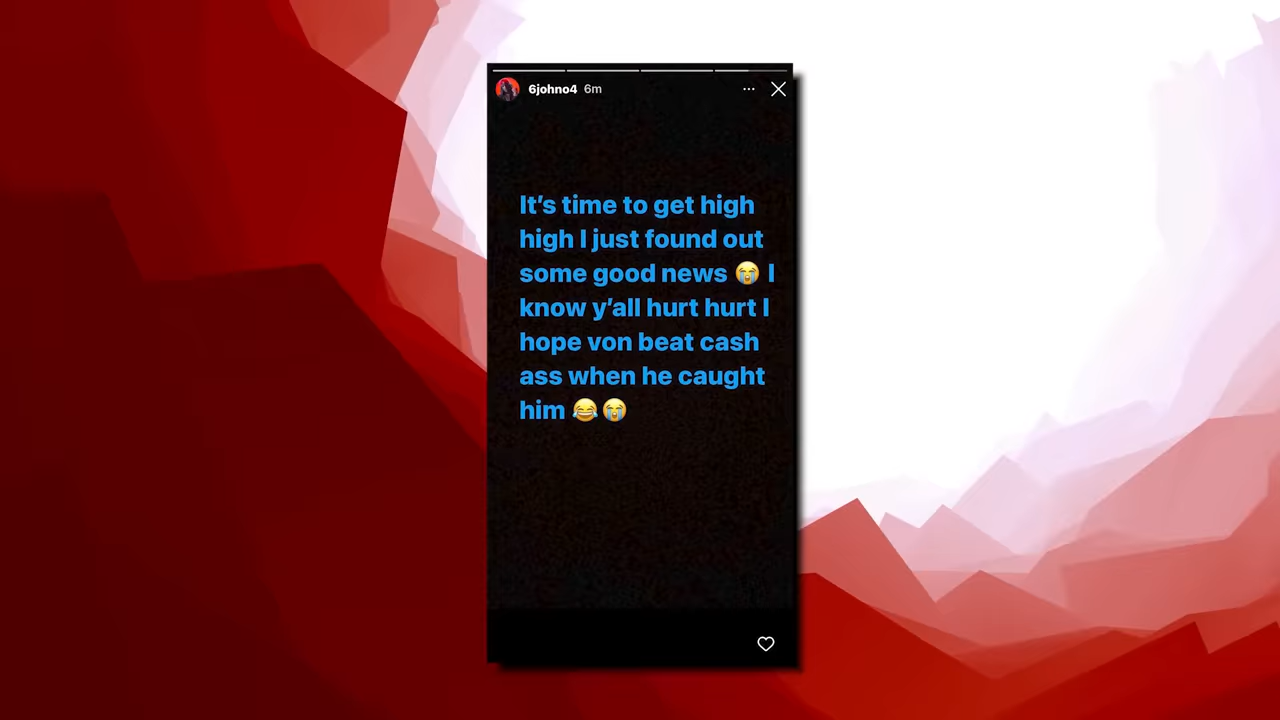 6johno4 6m
It’s time to get high
high I just found out
some good news 😭 I
know y’all hurt hurt I
hope von beat cash
ass when he caught
him 😂😭